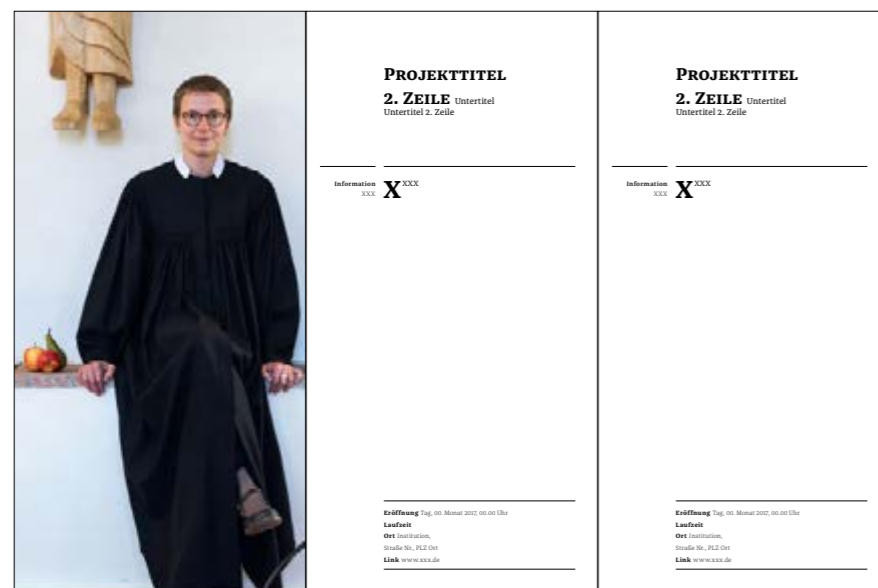 PROJEKTTITEL
2. ZEILE Untertitel
Untertitel 2. Zeile
Information
XXX
XXXX
Eröffnung Tag, 00. Monat 2017, 00.00 Uhr
Laufzeit
Ort Institution,
Straße Nr., PLZ Ort
Link www.xxx.de
PROJEKTTITEL
2. ZEILE Untertitel
Untertitel 2. Zeile
Information
XXX
XXXX
Eröffnung Tag, 00. Monat 2017, 00.00 Uhr
Laufzeit
Ort Institution,
Straße Nr., PLZ Ort
Link www.xxx.de